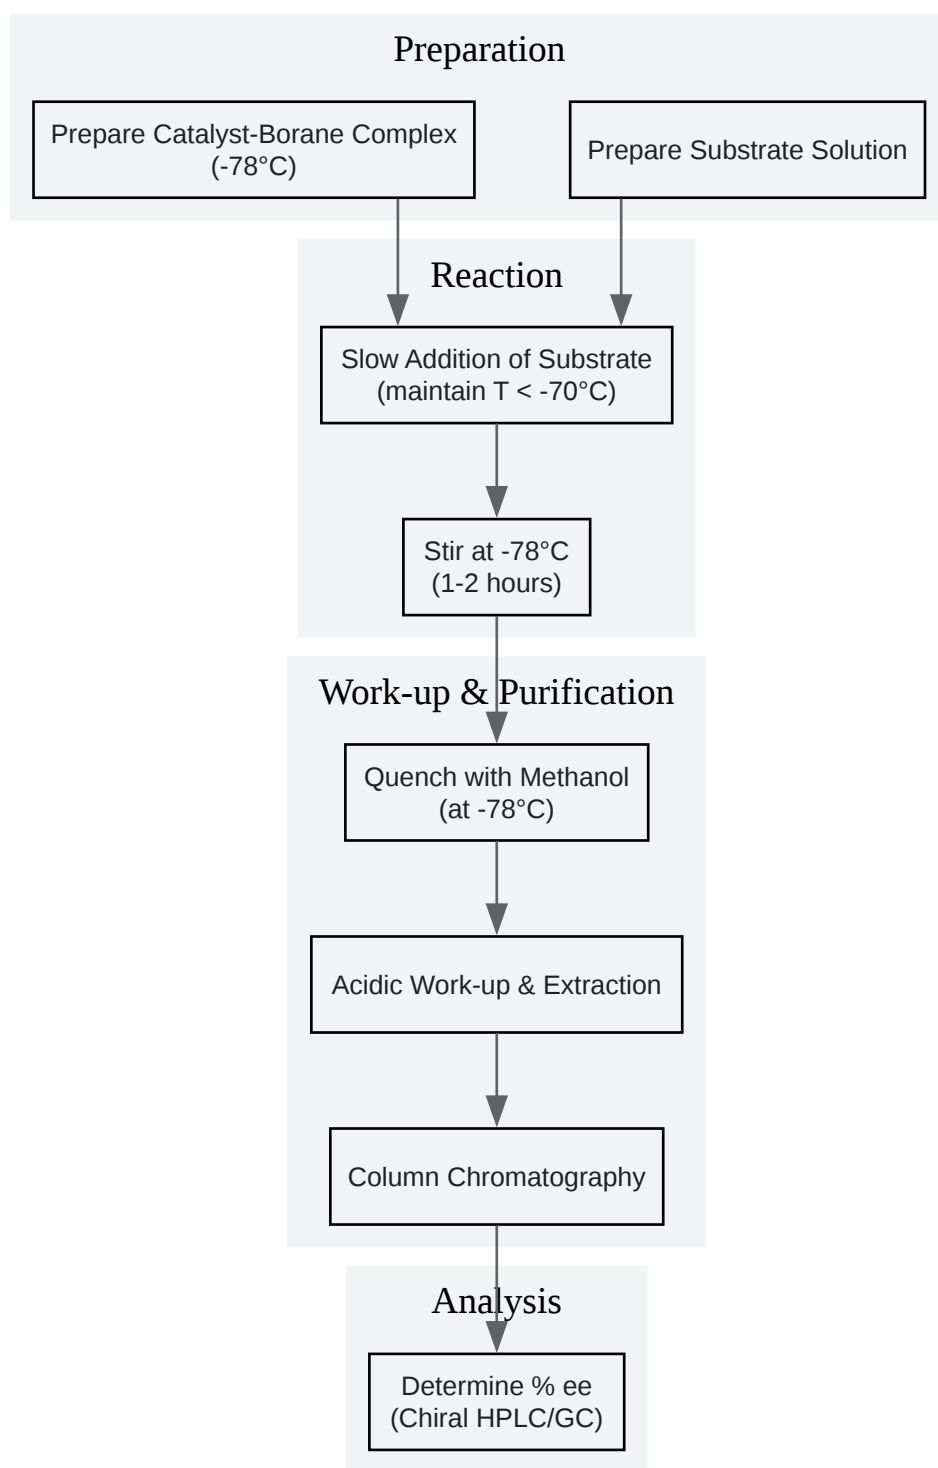 Preparation
Prepare Catalyst-Borane Complex
(-78°C)
Prepare Substrate Solution
Reaction
Slow Addition of Substrate
(maintain T < -70°C)
Stir at -78°C
(1-2 hours)
Work-up & Purification
Quench with Methanol
(at -78°C)
Acidic Work-up & Extraction
Column Chromatography
Analysis
Determine % ee
(Chiral HPLC/GC)